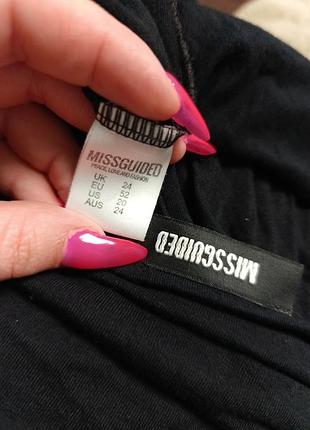 MISSGUIDED
PEACE, LOVE AND FASHION
UK 24
EU 52
US 20
AUS 24
MISSGUIDED